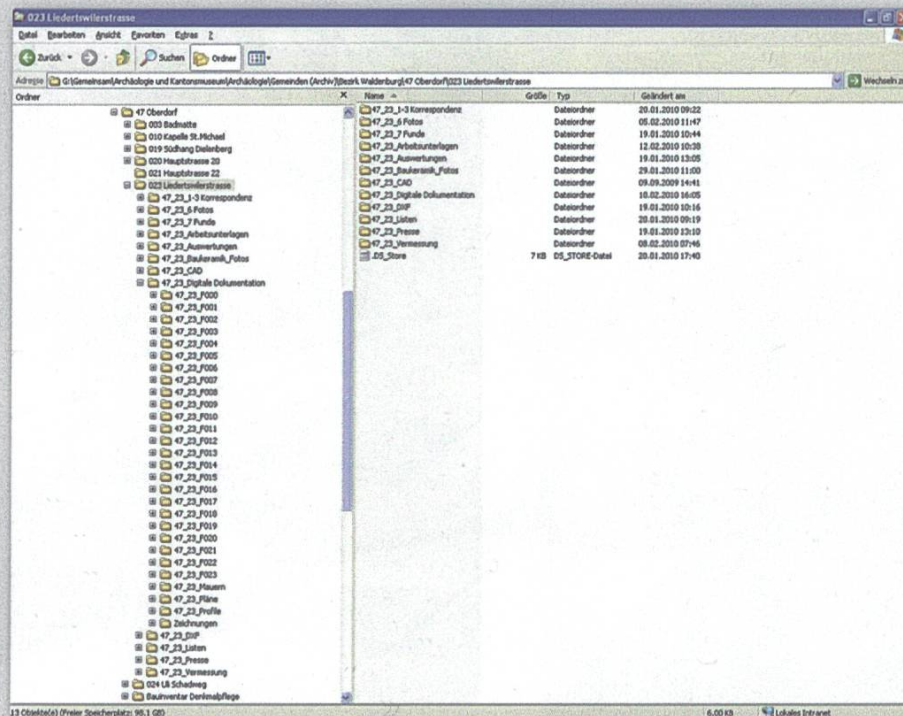 023 Liedertswilerstrasse
Datei Bearbeiten Ansicht Favoriten Extras ?
Zurück Suchen Ordner
Adresse G:\Gemeinsam\Archäologie und Kantonsmuseum\Archäologie\Gemeinden (Archiv)\Bezirk Waldenburg\47 Oberdorf\023 Liedertswilerstrasse Wechseln zu
Ordner X Name Größe Typ Geändert am
47 Oberdorf
003 Badmatte
010 Kapelle St.Michael
019 Südhang Dielenberg
020 Hauptstrasse 20
021 Hauptstrasse 22
023 Liedertswilerstrasse
47_23_1-3 Korrespondenz
47_23_6 Fotos
47_23_7 Funde
47_23_Arbeitsunterlagen
47_23_Auswertungen
47_23_Baukeramik_Fotos
47_23_CAD
47_23_Digitale Dokumentation
47_23_F000
47_23_F001
47_23_F002
47_23_F003
47_23_F004
47_23_F005
47_23_F006
47_23_F007
47_23_F008
47_23_F009
47_23_F010
47_23_F011
47_23_F012
47_23_F013
47_23_F014
47_23_F015
47_23_F016
47_23_F017
47_23_F018
47_23_F019
47_23_F020
47_23_F021
47_23_F022
47_23_F023
47_23_Mauern
47_23_Pläne
47_23_Profile
Zeichnungen
47_23_DXF
47_23_Listen
47_23_Presse
47_23_Vermessung
024 Uli Schadweg
Bauinventar Denkmalpflege
47_23_1-3 Korrespondenz Dateiordner 20.01.2010 09:22
47_23_6 Fotos Dateiordner 05.02.2010 11:47
47_23_7 Funde Dateiordner 19.01.2010 10:44
47_23_Arbeitsunterlagen Dateiordner 12.02.2010 10:38
47_23_Auswertungen Dateiordner 19.01.2010 13:05
47_23_Baukeramik_Fotos Dateiordner 29.01.2010 11:00
47_23_CAD Dateiordner 09.09.2009 14:41
47_23_Digitale Dokumentation Dateiordner 10.02.2010 16:05
47_23_DXF Dateiordner 19.01.2010 10:16
47_23_Listen Dateiordner 20.01.2010 09:19
47_23_Presse Dateiordner 19.01.2010 13:10
47_23_Vermessung Dateiordner 08.02.2010 07:46
.DS_Store 7 KB DS_STORE-Datei 20.01.2010 17:40
13 Objekt(e) (Freier Speicherplatz: 98,1 GB) 6,00 KB Lokales Intranet